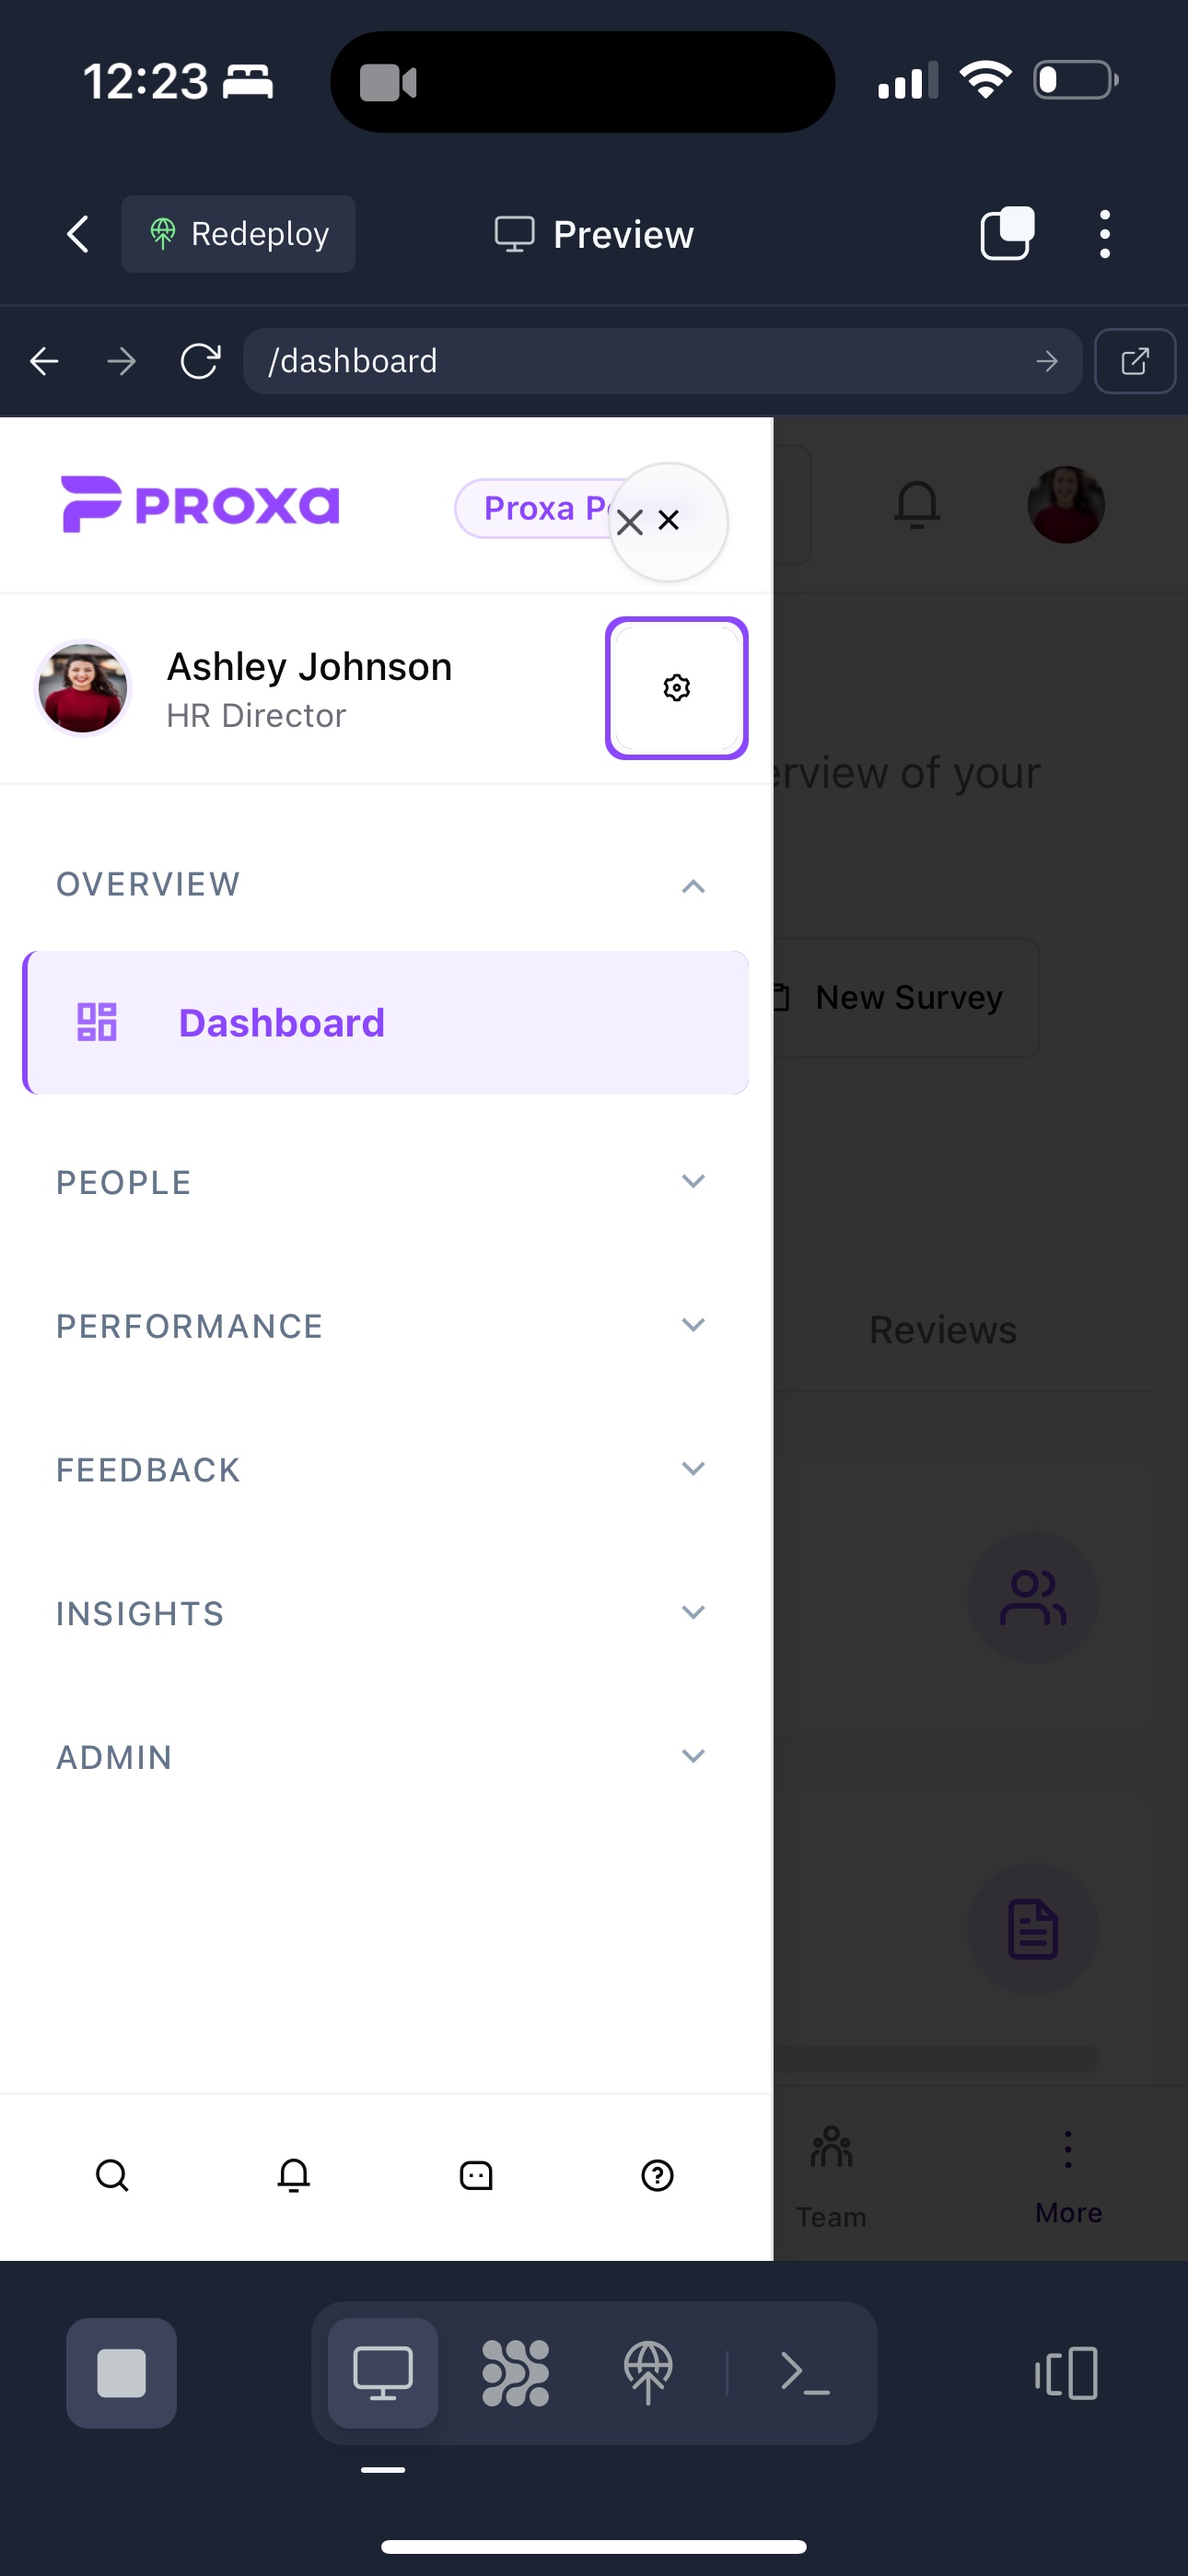 12:23
Redeploy
Preview
/dashboard
PROXA
Proxa
Ashley Johnson
HR Director
erview of your
OVERVIEW
New Survey
Dashboard
PEOPLE
PERFORMANCE
Reviews
FEEDBACK
INSIGHTS
ADMIN
Team
More